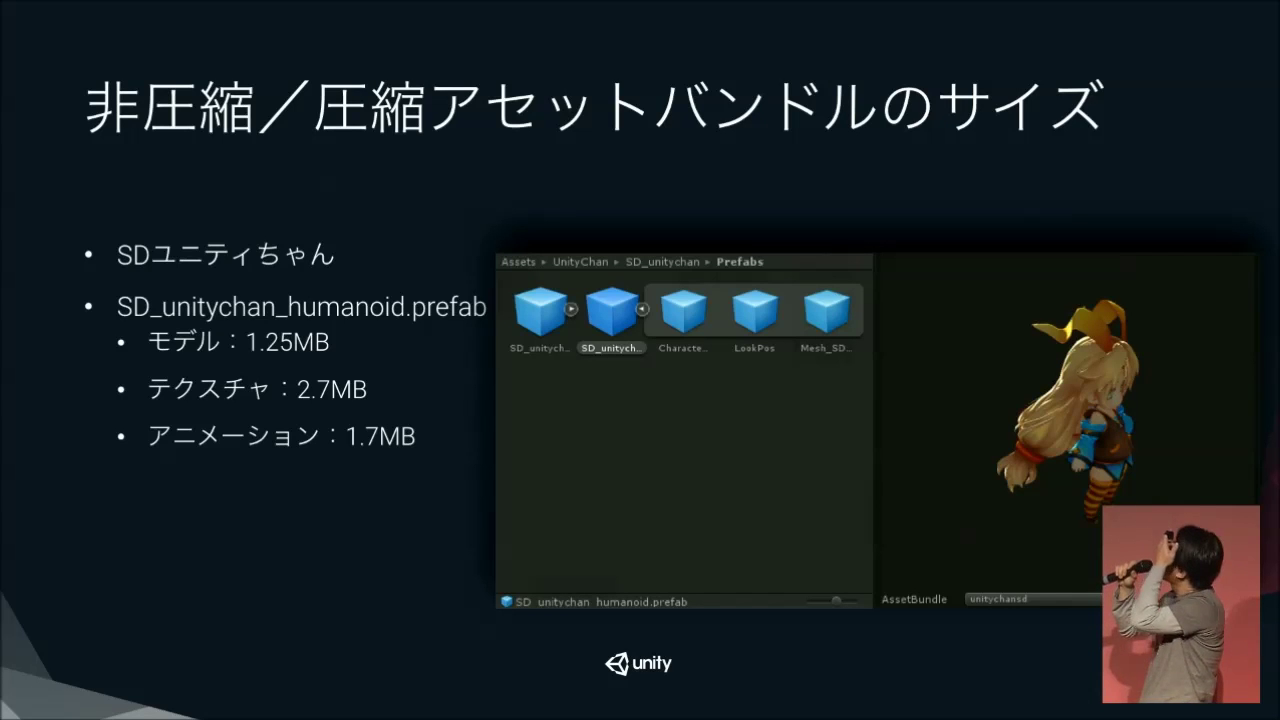 非圧縮／圧縮アセットバンドルのサイズ
• SDユニティちゃん
• SD_unitychan_humanoid.prefab
• モデル：1.25MB
• テクスチャ：2.7MB
• アニメーション：1.7MB
Assets ▸ UnityChan ▸ SD_unitychan ▸ Prefabs
SD_unitych... SD_unitych... Characte... LookPos Mesh_SD...
SD_unitychan_humanoid.prefab
AssetBundle unitychansd
unity